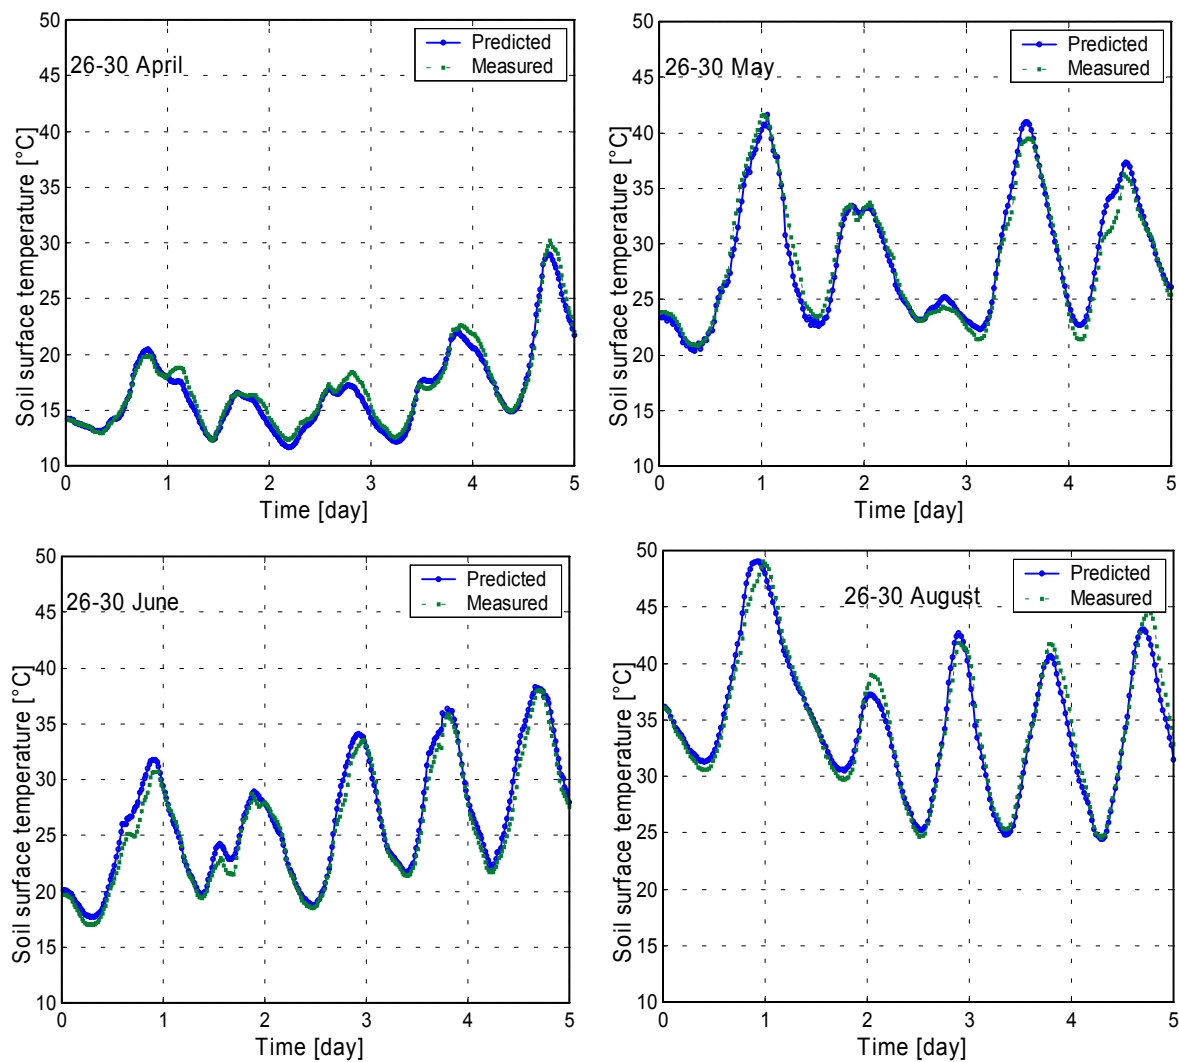 50
45
40
35
30
25
20
15
10
Soil surface temperature [°C]
26-30 April
Predicted
Measured
0 1 2 3 4 5
Time [day]
50
45
40
35
30
25
20
15
10
Soil surface temperature [°C]
26-30 May
Predicted
Measured
0 1 2 3 4 5
Time [day]
50
45
40
35
30
25
20
15
10
Soil surface temperature [°C]
26-30 June
Predicted
Measured
0 1 2 3 4 5
Time [day]
50
45
40
35
30
25
20
15
10
Soil surface temperature [°C]
26-30 August
Predicted
Measured
0 1 2 3 4 5
Time [day]